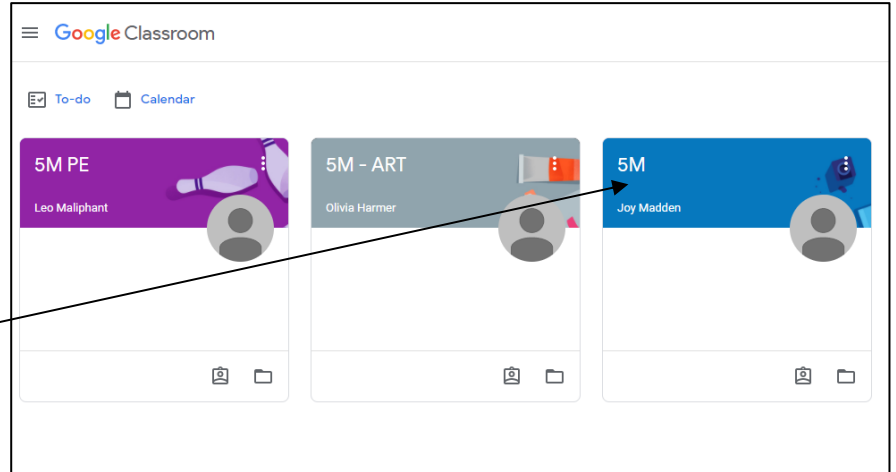 Google Classroom
To-do Calendar
5M PE
Leo Maliphant
5M - ART
Olivia Harmer
5M
Joy Madden